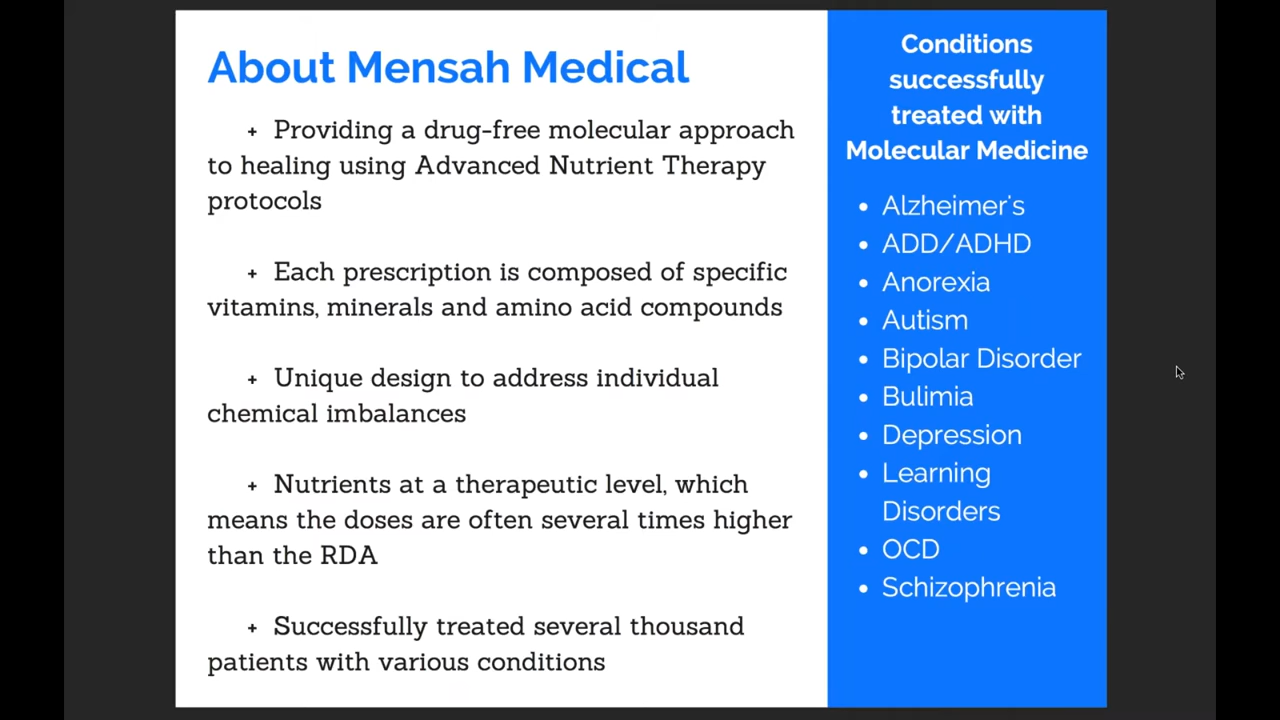 About Mensah Medical
+ Providing a drug-free molecular approach
to healing using Advanced Nutrient Therapy
protocols
+ Each prescription is composed of specific
vitamins, minerals and amino acid compounds
+ Unique design to address individual
chemical imbalances
+ Nutrients at a therapeutic level, which
means the doses are often several times higher
than the RDA
+ Successfully treated several thousand
patients with various conditions
Conditions
successfully
treated with
Molecular Medicine
• Alzheimer's
• ADD/ADHD
• Anorexia
• Autism
• Bipolar Disorder
• Bulimia
• Depression
• Learning
Disorders
• OCD
• Schizophrenia